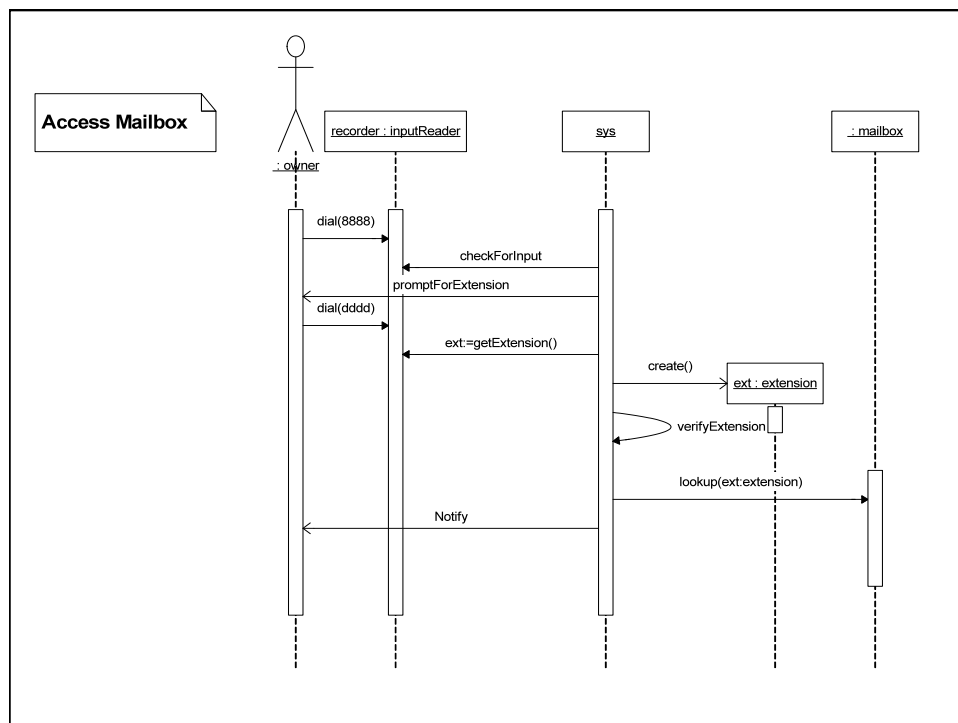 Access Mailbox
: owner
recorder : inputReader
sys
: mailbox
dial(8888)
checkForInput
promptForExtension
dial(dddd)
ext:=getExtension()
create()
ext : extension
verifyExtension
lookup(ext:extension)
Notify